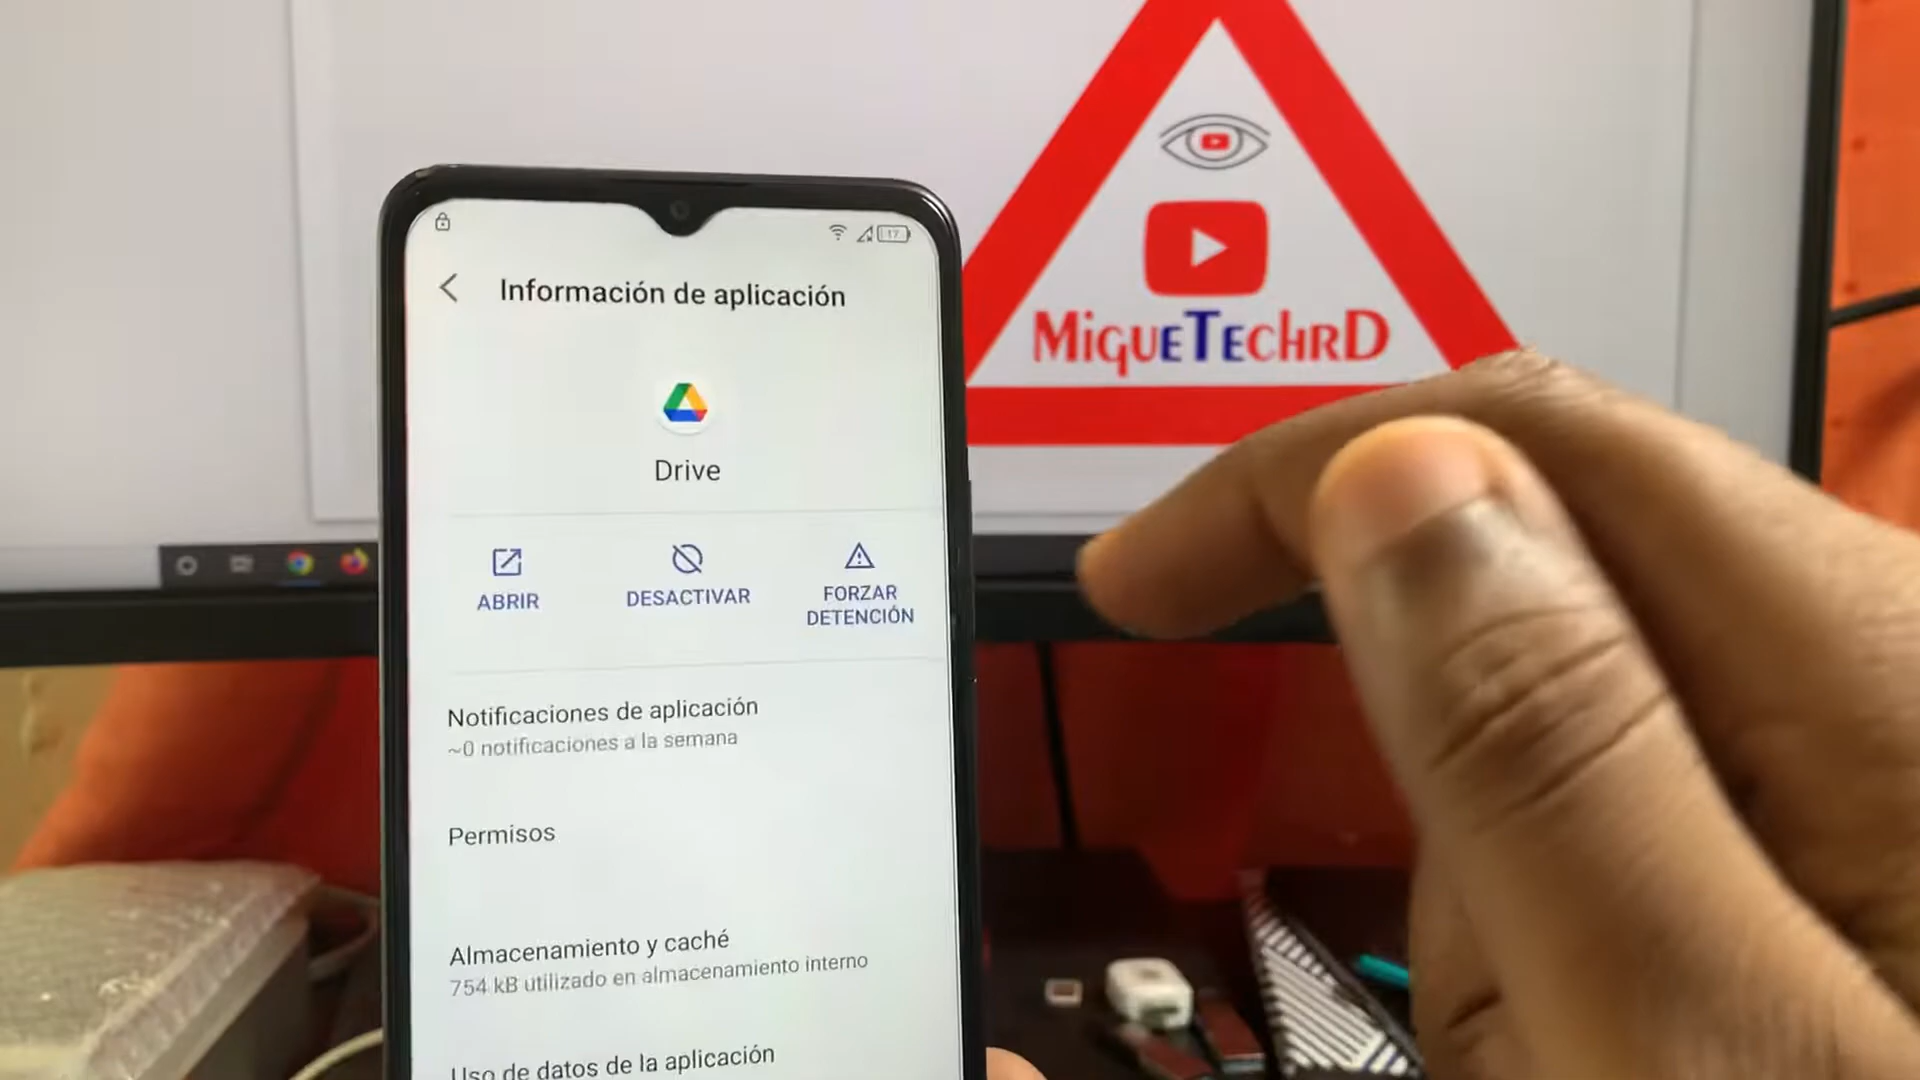 17
Información de aplicación
Drive
ABRIR
DESACTIVAR
FORZAR
DETENCIÓN
Notificaciones de aplicación
~0 notificaciones a la semana
Permisos
Almacenamiento y caché
754 kB utilizado en almacenamiento interno
Uso de datos de la aplicación
MiguETEchrD